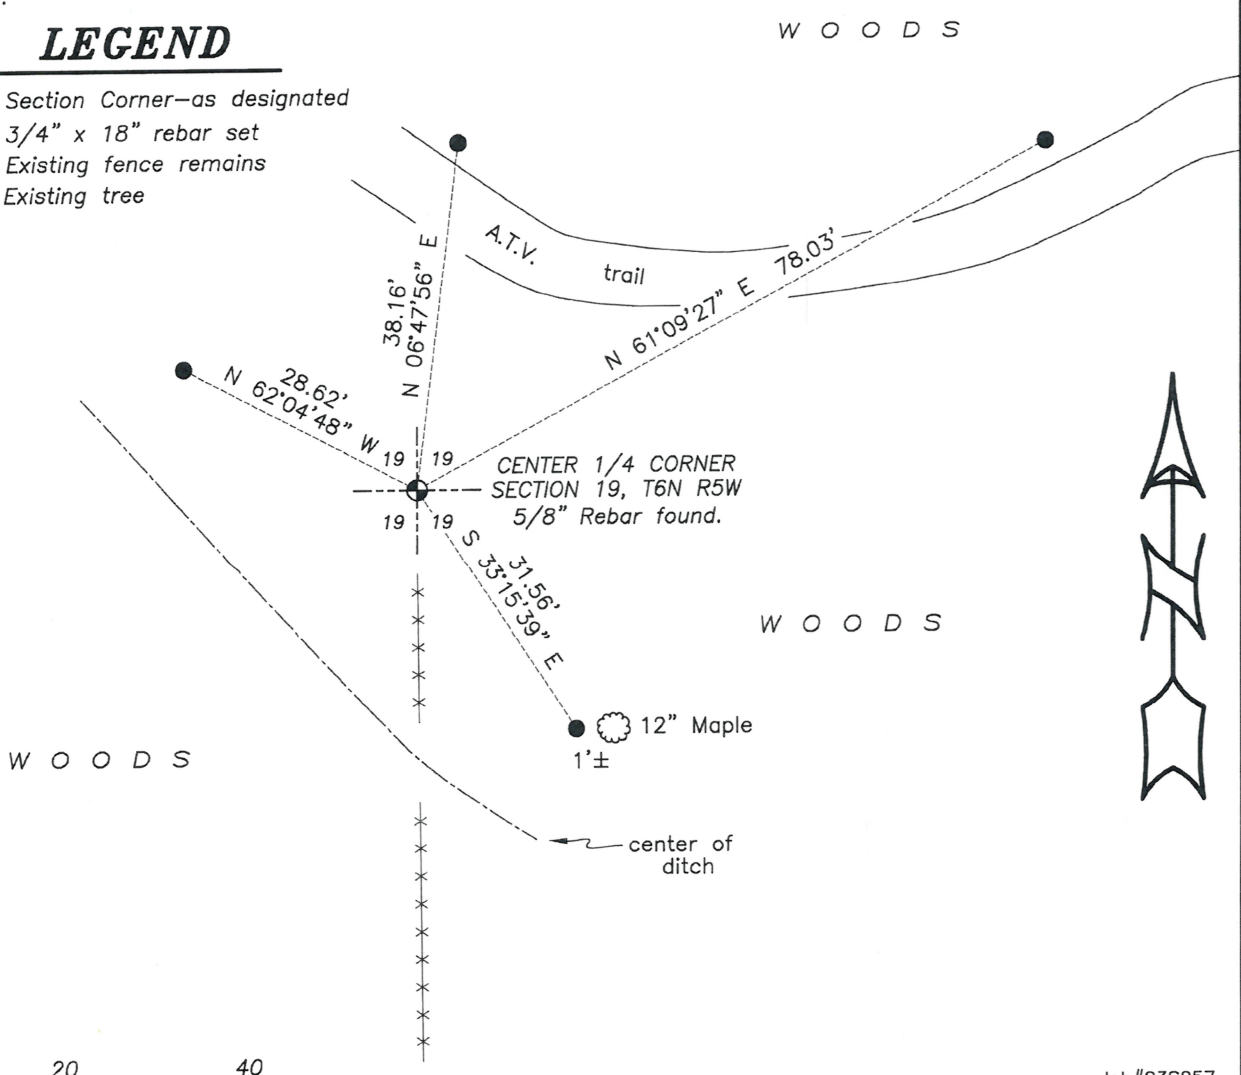 LEGEND
Section Corner—as designated
3/4" x 18" rebar set
Existing fence remains
Existing tree
W O O D S
A.T.V. trail
38.16'
N 06°47'56" E
N 61°09'27" E 78.03'
28.62'
N 62°04'48" W
19 19
CENTER 1/4 CORNER
SECTION 19, T6N R5W
5/8" Rebar found.
19 19
31.56'
S 33°15'39" E
W O O D S
12" Maple
1'±
W O O D S
center of
ditch
20 40